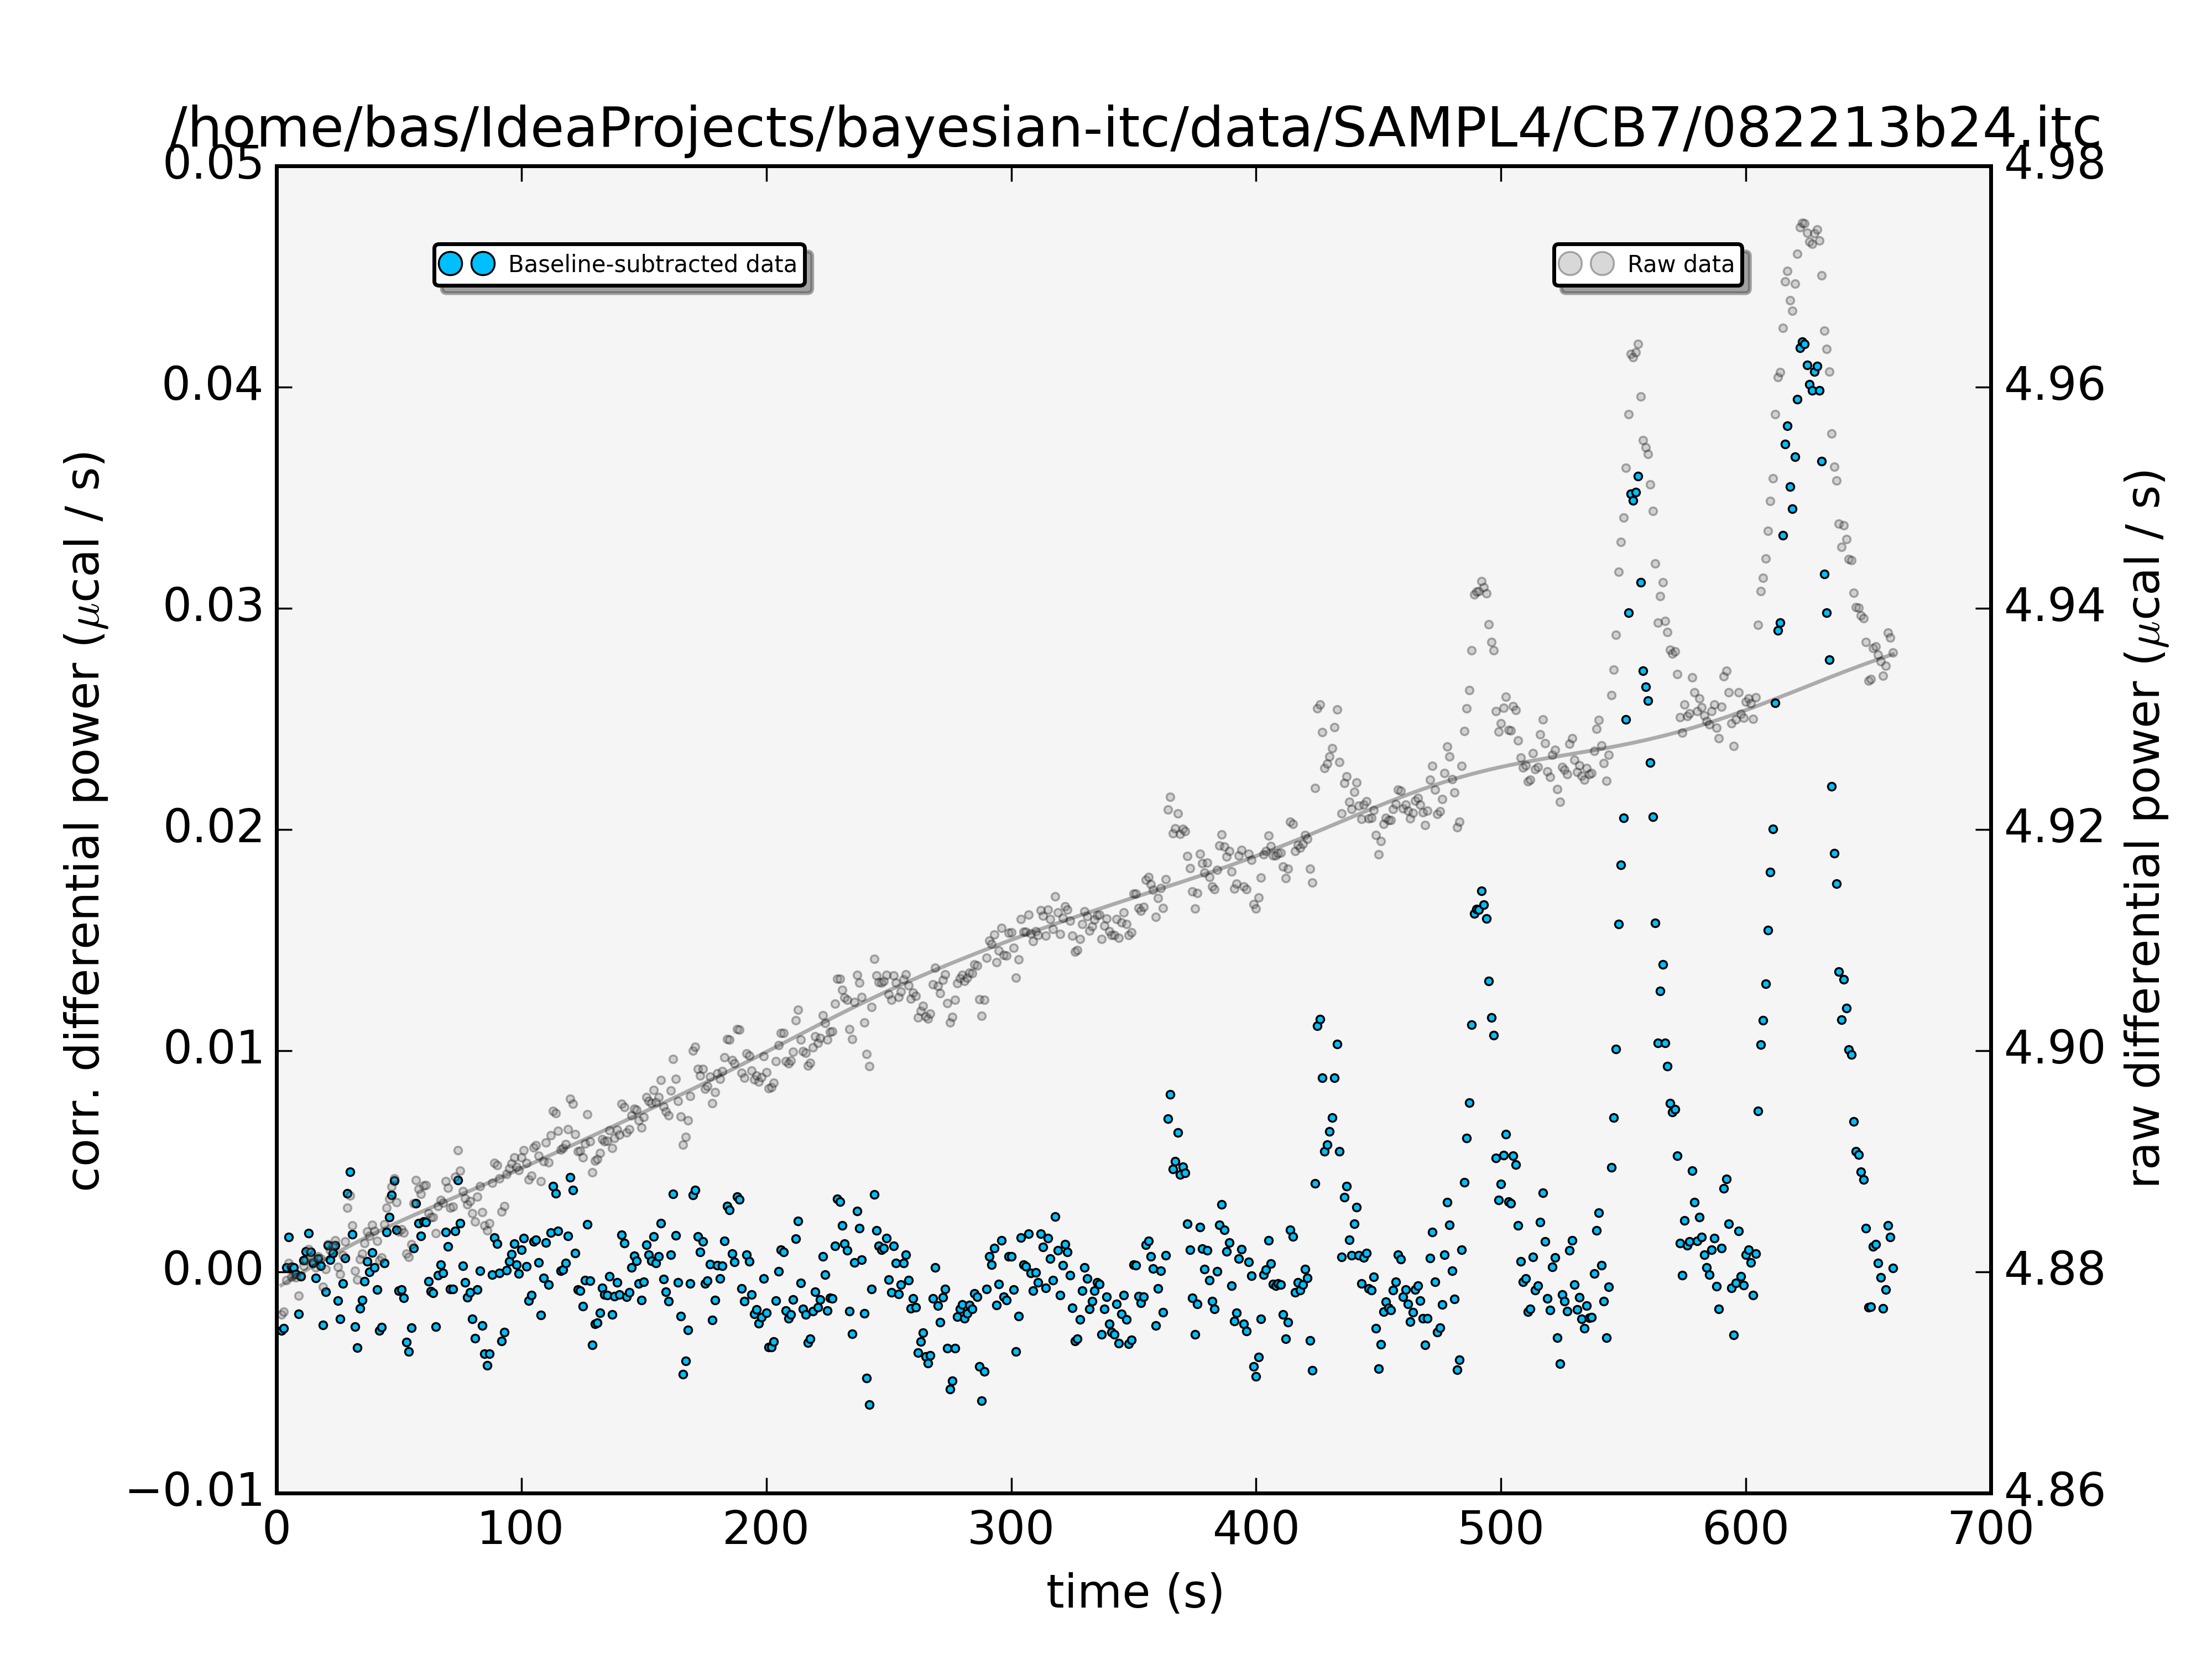 /home/bas/IdeaProjects/bayesian-itc/data/SAMPL4/CB7/082213b24.itc
Baseline-subtracted data
Raw data
0.05
0.04
0.03
0.02
0.01
0.00
−0.01
corr. differential power (μcal / s)
4.98
4.96
4.94
4.92
4.90
4.88
4.86
raw differential power (μcal / s)
0 100 200 300 400 500 600 700
time (s)